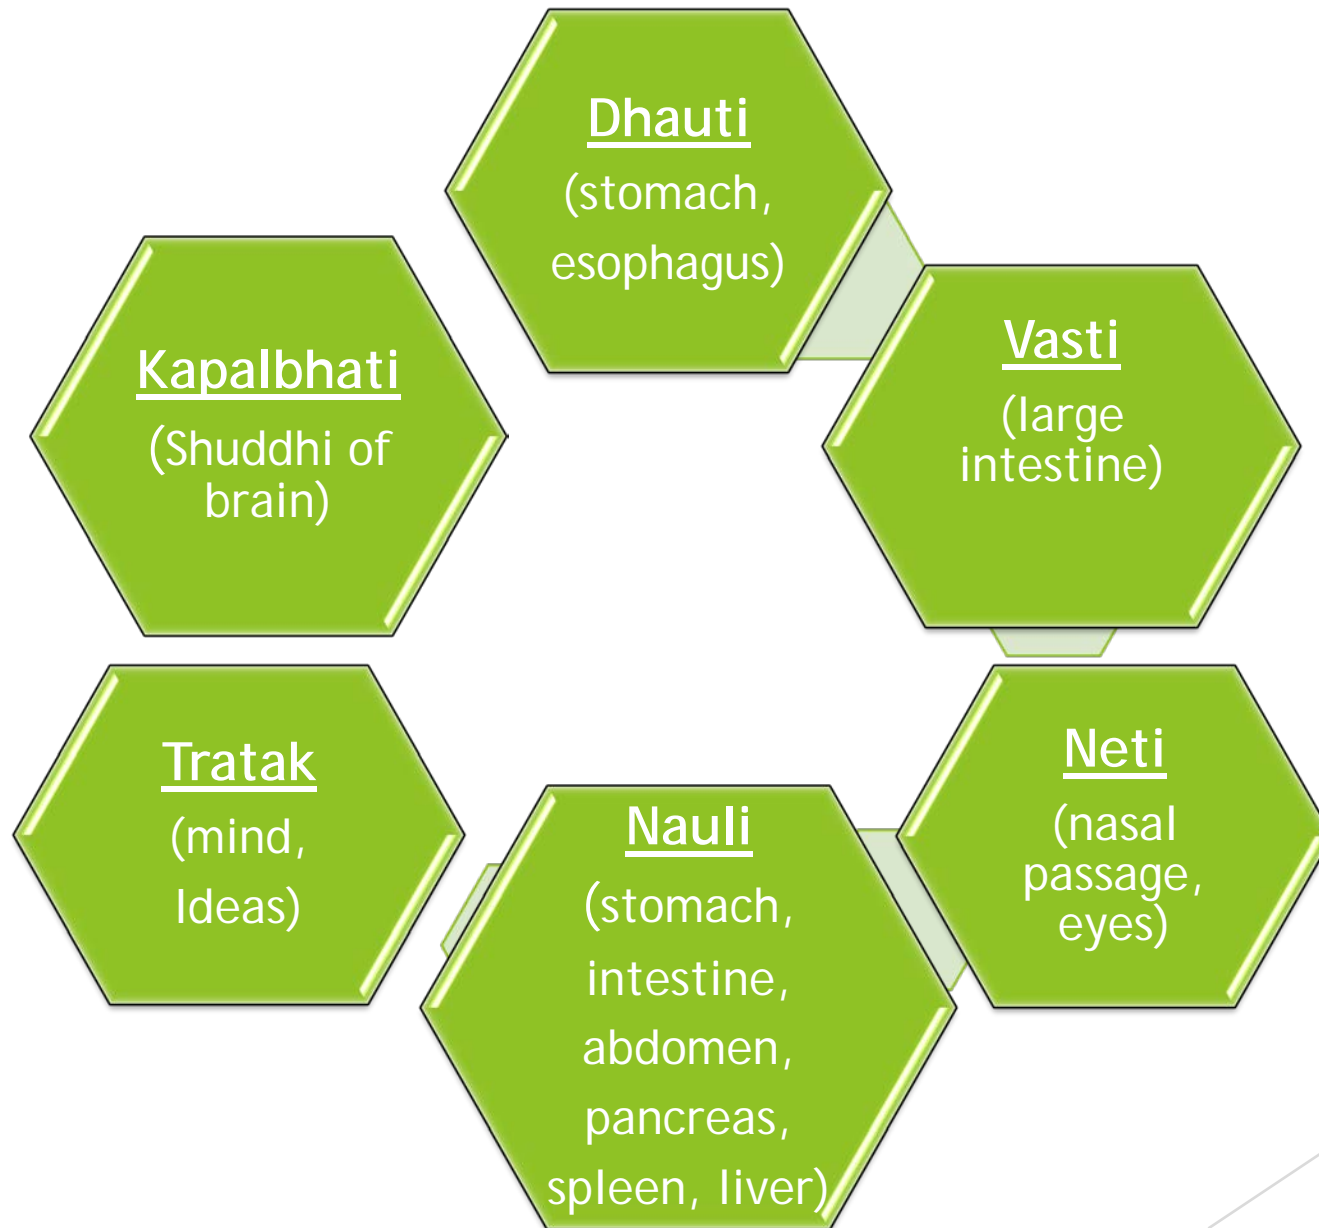 Dhauti
(stomach,
esophagus)
Vasti
(large
intestine)
Neti
(nasal
passage,
eyes)
Nauli
(stomach,
intestine,
abdomen,
pancreas,
spleen, liver)
Tratak
(mind,
Ideas)
Kapalbhati
(Shuddhi of
brain)